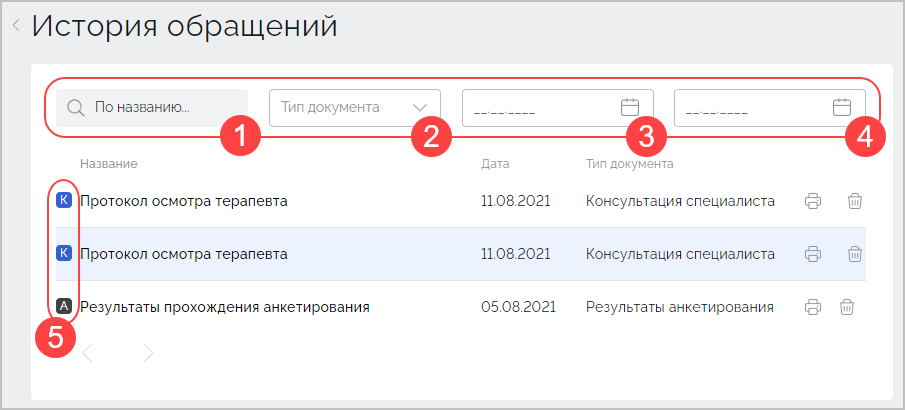 История обращений
По названию...
Тип документа
__.__.____
__.__.____
1
2
3
4
Название Дата Тип документа
К Протокол осмотра терапевта 11.08.2021 Консультация специалиста
К Протокол осмотра терапевта 11.08.2021 Консультация специалиста
А Результаты прохождения анкетирования 05.08.2021 Результаты анкетирования
5